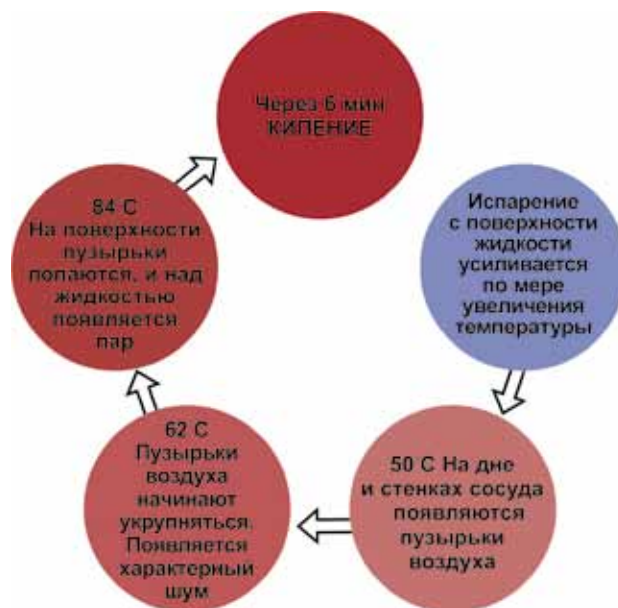 Через 6 мин
КИПЕНИЕ
Испарение
с поверхности
жидкости
усиливается
по мере
увеличения
температуры
50 С На дне
и стенках сосуда
появляются
пузырьки
воздуха
62 С
Пузырьки
воздуха
начинают
укрупняться.
Появляется
характерный
шум
84 С
На поверхности
пузырьки
лопаются, и над
жидкостью
появляется
пар